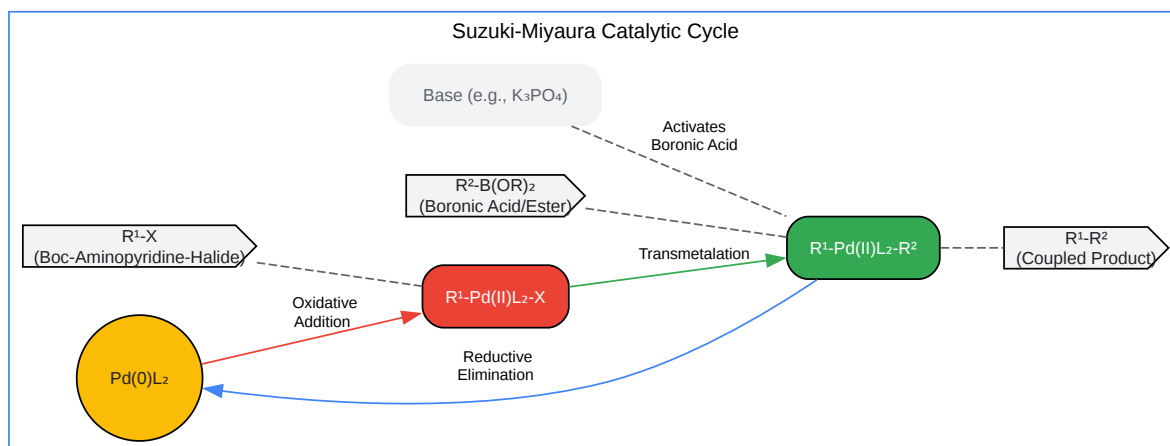 Suzuki-Miyaura Catalytic Cycle
Base (e.g., K₃PO₄)
Activates
Boronic Acid
R²-B(OR)₂
(Boronic Acid/Ester)
R¹-X
(Boc-Aminopyridine-Halide)
R¹-Pd(II)L₂-R²
R¹-R²
(Coupled Product)
Transmetalation
R¹-Pd(II)L₂-X
Oxidative
Addition
Reductive
Elimination
Pd(0)L₂